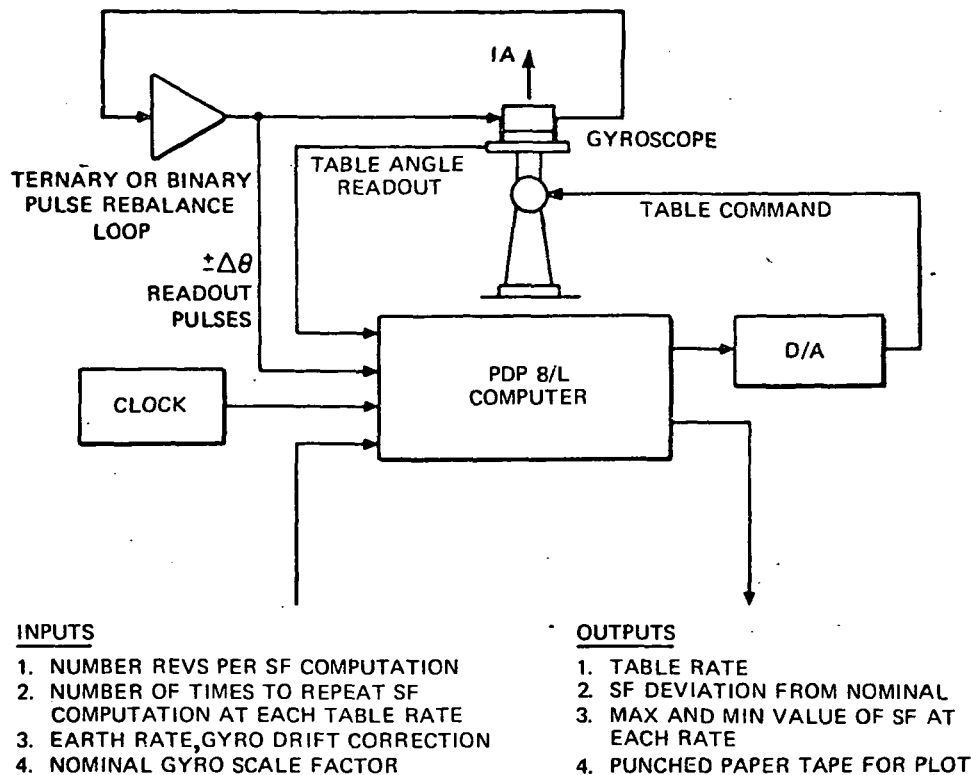 IA
GYROSCOPE
TABLE ANGLE
READOUT
TERNARY OR BINARY
PULSE REBALANCE
LOOP
TABLE COMMAND
±Δθ
READOUT
PULSES
D/A
PDP 8/L
COMPUTER
CLOCK
INPUTS
1. NUMBER REVS PER SF COMPUTATION
2. NUMBER OF TIMES TO REPEAT SF
COMPUTATION AT EACH TABLE RATE
3. EARTH RATE, GYRO DRIFT CORRECTION
4. NOMINAL GYRO SCALE FACTOR
OUTPUTS
1. TABLE RATE
2. SF DEVIATION FROM NOMINAL
3. MAX AND MIN VALUE OF SF AT
EACH RATE
4. PUNCHED PAPER TAPE FOR PLOT